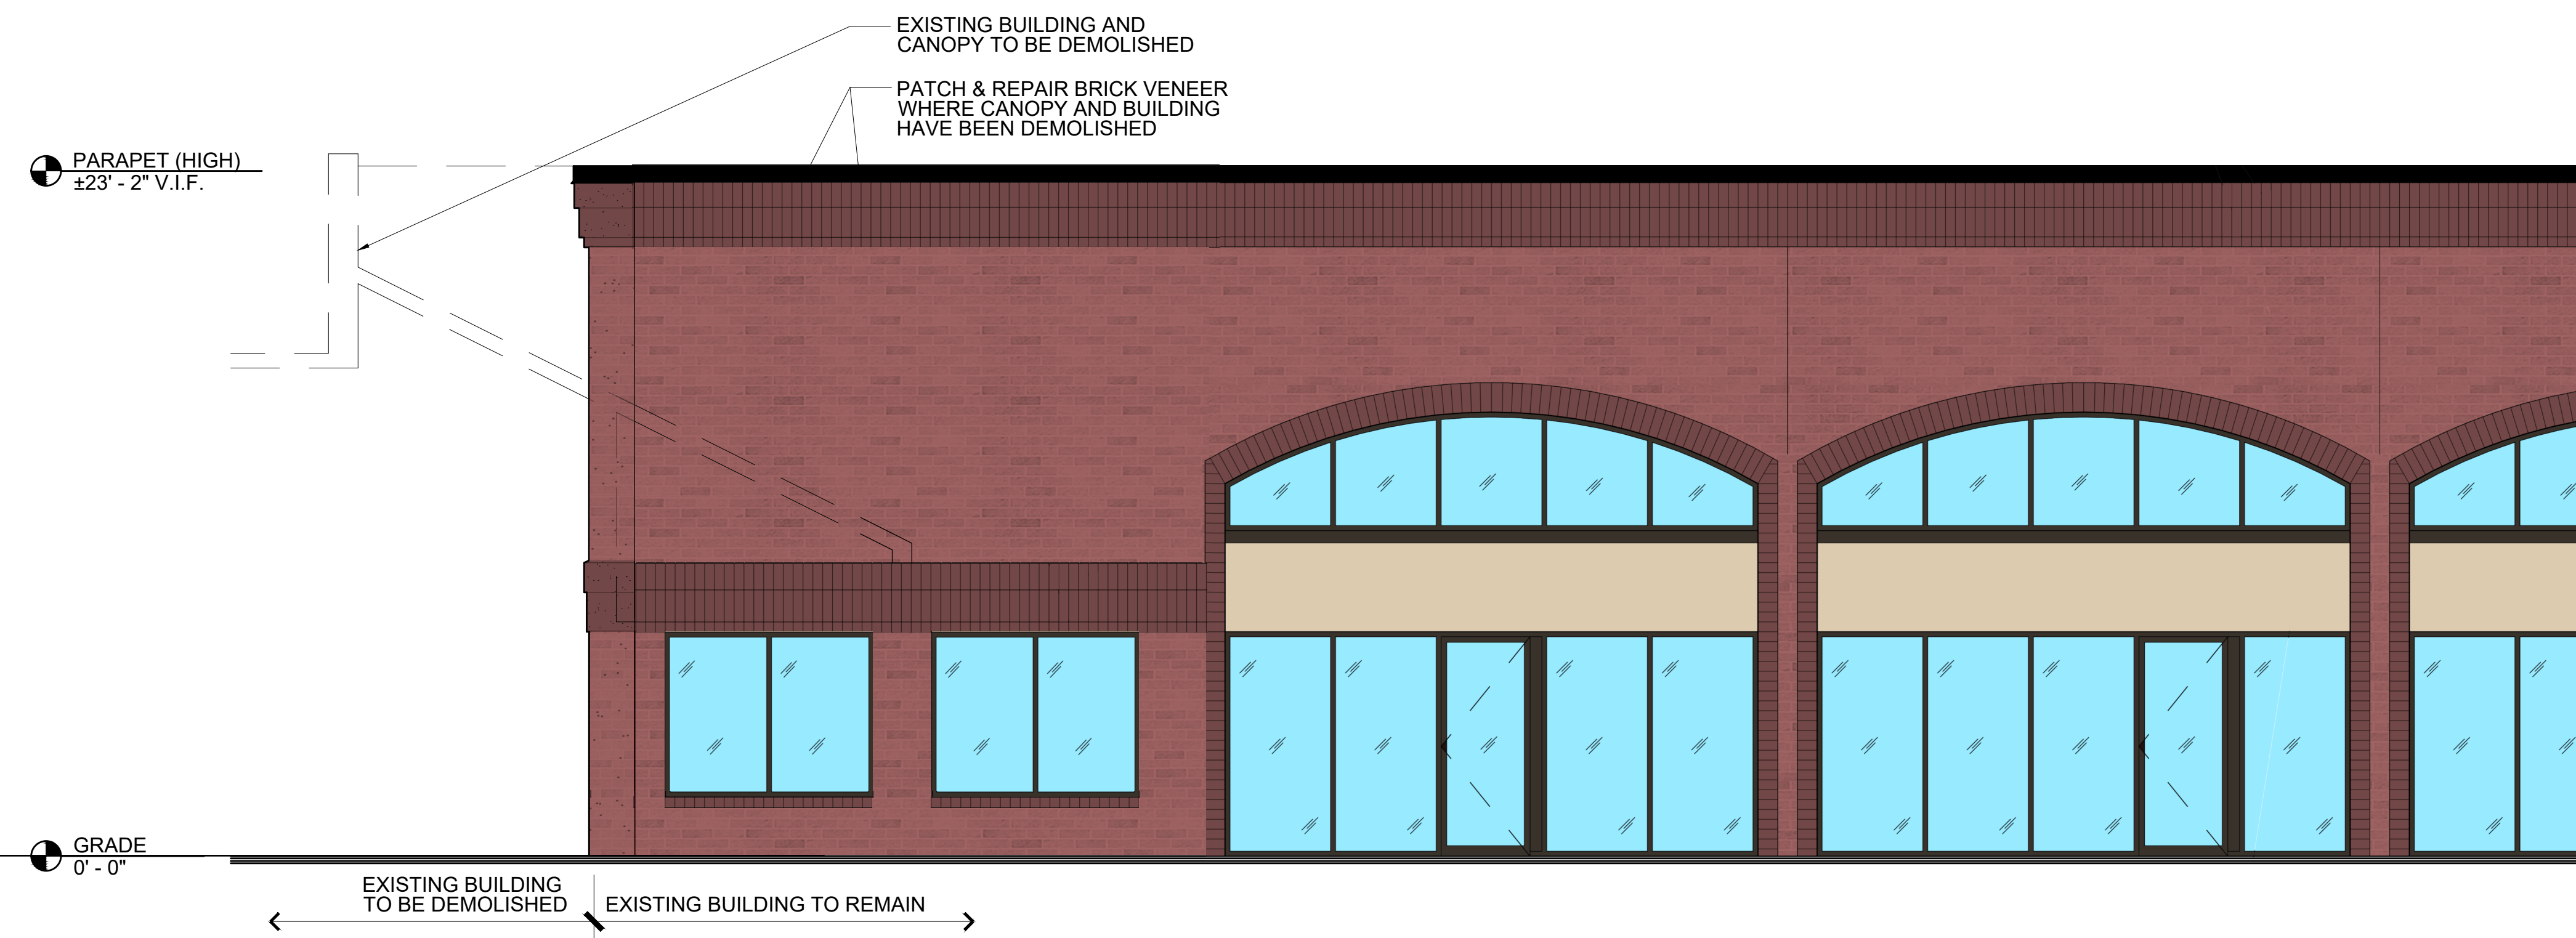 EXISTING BUILDING AND
CANOPY TO BE DEMOLISHED
PATCH & REPAIR BRICK VENEER
WHERE CANOPY AND BUILDING
HAVE BEEN DEMOLISHED
PARAPET (HIGH)
±23' - 2" V.I.F.
GRADE
0' - 0"
EXISTING BUILDING
TO BE DEMOLISHED
EXISTING BUILDING TO REMAIN